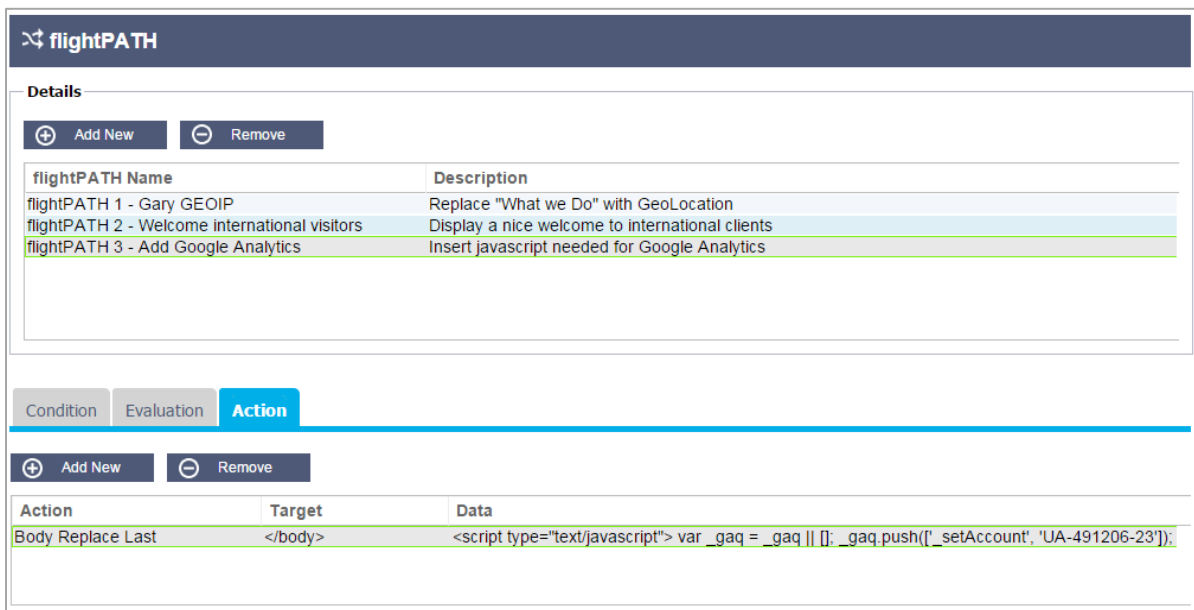 flightPATH
Details
Add New Remove
flightPATH Name Description
flightPATH 1 - Gary GEOIP Replace "What we Do" with GeoLocation
flightPATH 2 - Welcome international visitors Display a nice welcome to international clients
flightPATH 3 - Add Google Analytics Insert javascript needed for Google Analytics
Condition Evaluation Action
Add New Remove
Action Target Data
Body Replace Last </body> <script type="text/javascript"> var _gaq = _gaq || []; _gaq.push(['_setAccount', 'UA-491206-23']);